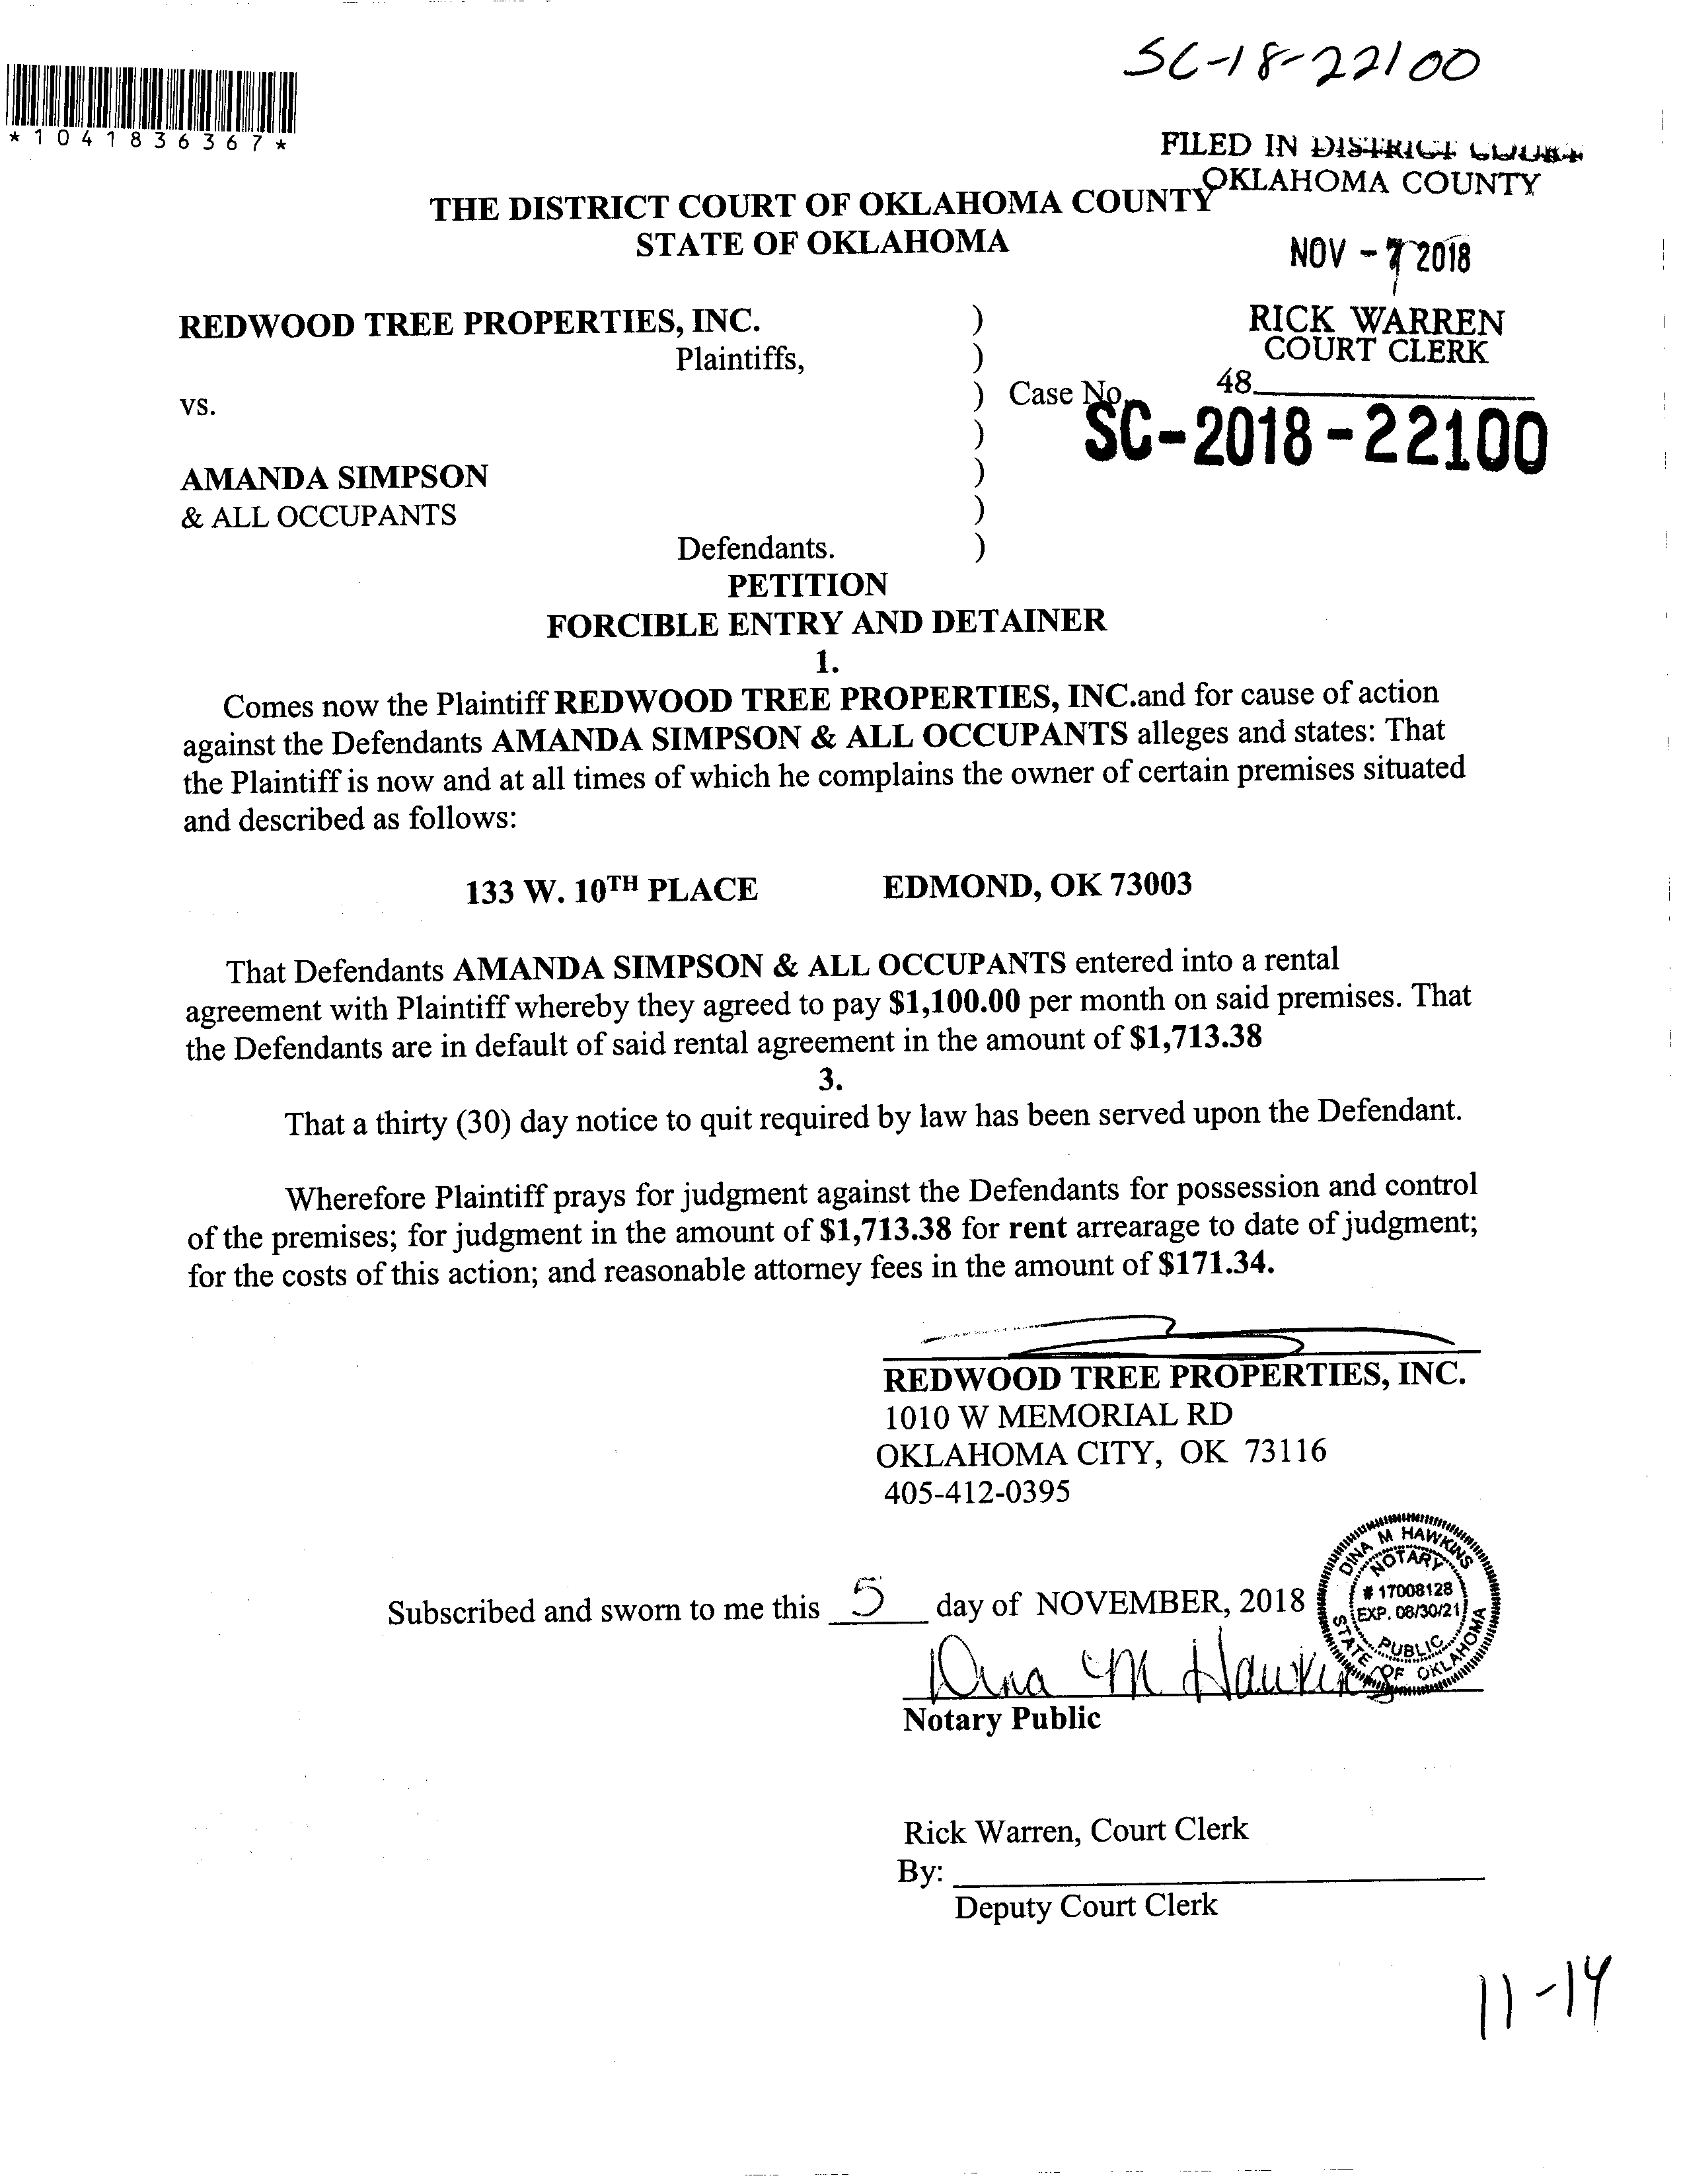 SC-18-22100
*1041836367*
FILED IN DISTRICT COURT
OKLAHOMA COUNTY
THE DISTRICT COURT OF OKLAHOMA COUNTY
STATE OF OKLAHOMA
NOV - 7 2018
REDWOOD TREE PROPERTIES, INC. )
Plaintiffs, )
RICK WARREN
COURT CLERK
48
vs. ) Case No.
SC-2018-22100
)
AMANDA SIMPSON )
& ALL OCCUPANTS )
Defendants. )
PETITION
FORCIBLE ENTRY AND DETAINER
1.
Comes now the Plaintiff REDWOOD TREE PROPERTIES, INC.and for cause of action
against the Defendants AMANDA SIMPSON & ALL OCCUPANTS alleges and states: That
the Plaintiff is now and at all times of which he complains the owner of certain premises situated
and described as follows:
133 W. 10TH PLACE EDMOND, OK 73003
That Defendants AMANDA SIMPSON & ALL OCCUPANTS entered into a rental
agreement with Plaintiff whereby they agreed to pay $1,100.00 per month on said premises. That
the Defendants are in default of said rental agreement in the amount of $1,713.38
3.
That a thirty (30) day notice to quit required by law has been served upon the Defendant.
Wherefore Plaintiff prays for judgment against the Defendants for possession and control
of the premises; for judgment in the amount of $1,713.38 for rent arrearage to date of judgment;
for the costs of this action; and reasonable attorney fees in the amount of $171.34.
REDWOOD TREE PROPERTIES, INC.
1010 W MEMORIAL RD
OKLAHOMA CITY, OK 73116
405-412-0395
Subscribed and sworn to me this 5 day of NOVEMBER, 2018
DINA M HAWKINS
NOTARY
# 17008128
EXP. 08/30/21
PUBLIC
STATE OF OKLAHOMA
Dina M Hawkins
Notary Public
Rick Warren, Court Clerk
By:
Deputy Court Clerk
11-14